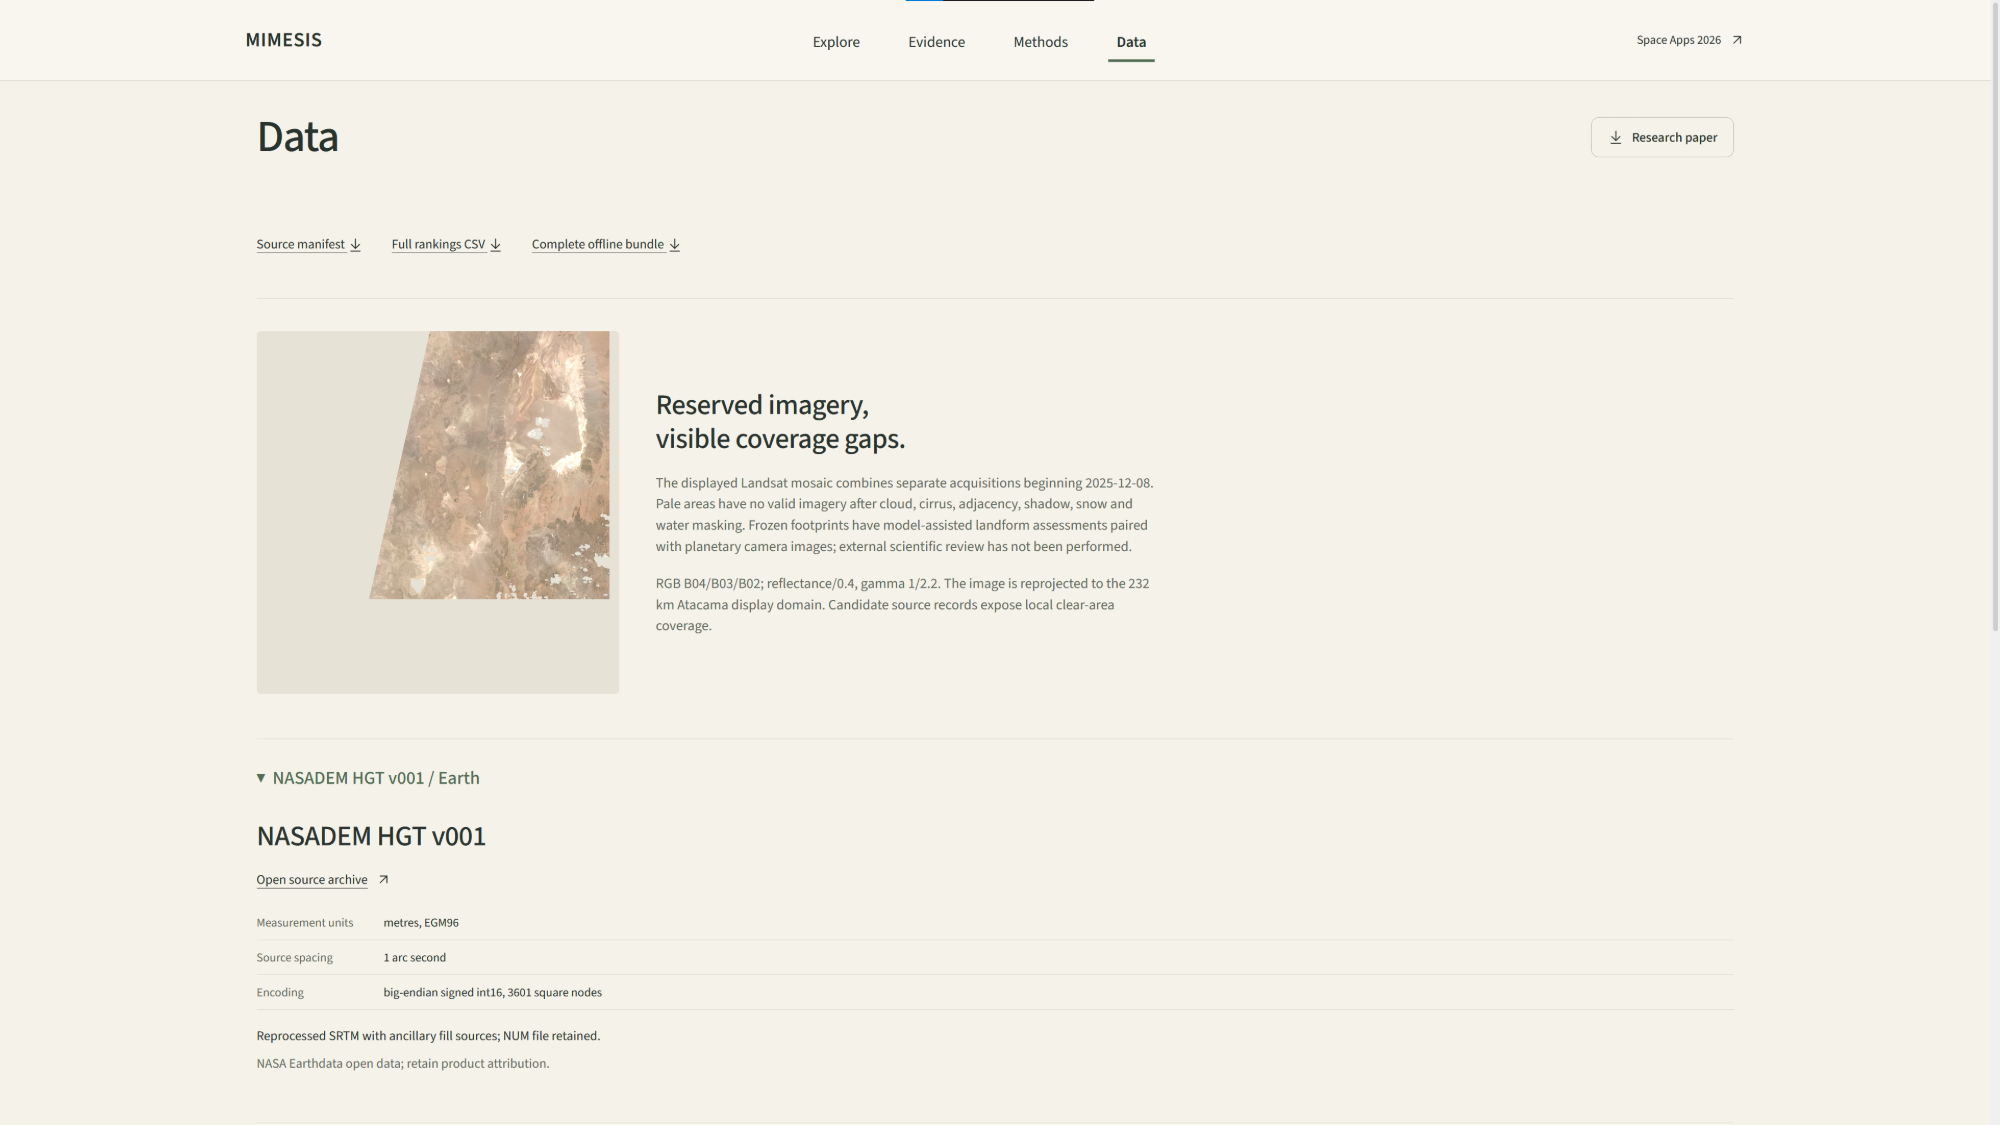 MIMESIS
Explore
Evidence
Methods
Data
Space Apps 2026
Data
Research paper
Source manifest
Full rankings CSV
Complete offline bundle
Reserved imagery,
visible coverage gaps.
The displayed Landsat mosaic combines separate acquisitions beginning 2025-12-08.
Pale areas have no valid imagery after cloud, cirrus, adjacency, shadow, snow and
water masking. Frozen footprints have model-assisted landform assessments paired
with planetary camera images; external scientific review has not been performed.
RGB B04/B03/B02; reflectance/0.4, gamma 1/2.2. The image is reprojected to the 232
km Atacama display domain. Candidate source records expose local clear-area
coverage.
NASADEM HGT v001 / Earth
NASADEM HGT v001
Open source archive
Measurement units metres, EGM96
Source spacing 1 arc second
Encoding big-endian signed int16, 3601 square nodes
Reprocessed SRTM with ancillary fill sources; NUM file retained.
NASA Earthdata open data; retain product attribution.